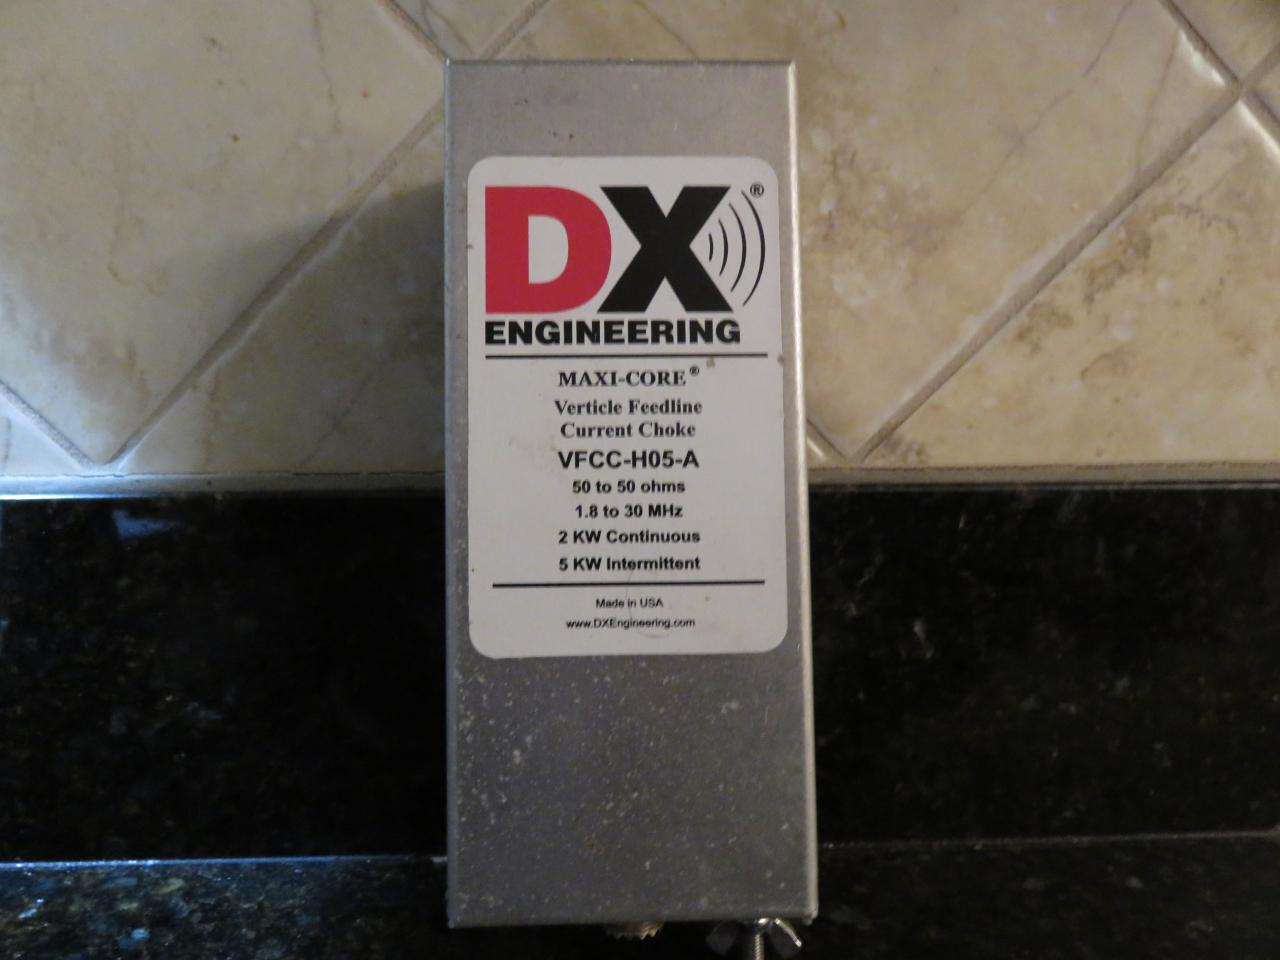 DX®
ENGINEERING
MAXI-CORE®
Verticle Feedline
Current Choke
VFCC-H05-A
50 to 50 ohms
1.8 to 30 MHz
2 KW Continuous
5 KW Intermittent
Made in USA
www.DXEngineering.com